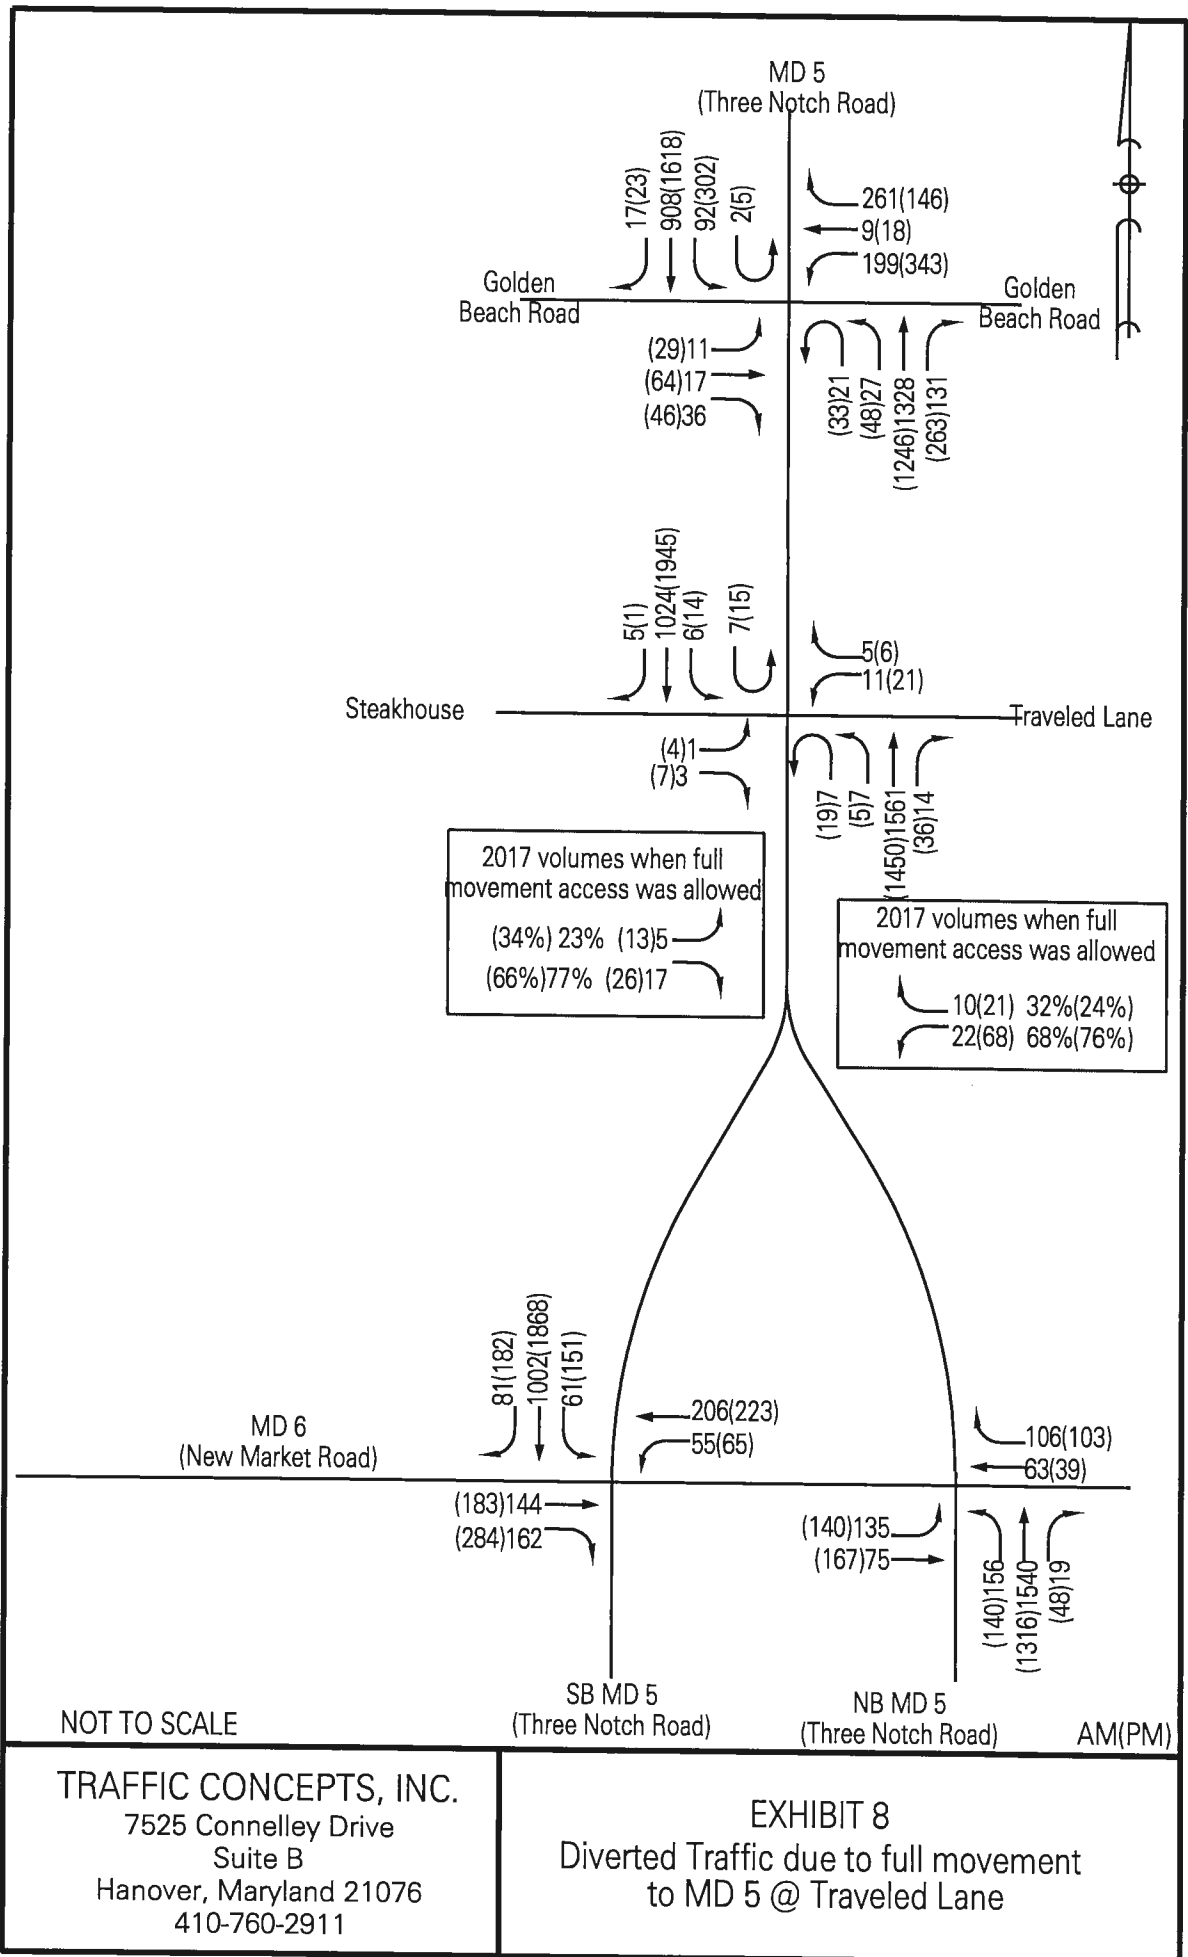 MD 5
(Three Notch Road)
17(23)
908(1618)
92(302)
2(5)
261(146)
9(18)
199(343)
Golden
Beach Road
Golden
Beach Road
(29)11
(64)17
(46)36
(33)21
(48)27
(1246)1328
(263)131
5(1)
1024(1945)
6(14)
7(15)
5(6)
11(21)
Steakhouse
Traveled Lane
(4)1
(7)3
(19)7
(5)7
(1450)1561
(36)14
2017 volumes when full
movement access was allowed
(34%) 23% (13)5
(66%)77% (26)17
2017 volumes when full
movement access was allowed
10(21) 32%(24%)
22(68) 68%(76%)
81(182)
1002(1868)
61(151)
206(223)
55(65)
MD 6
(New Market Road)
106(103)
63(39)
(183)144
(284)162
(140)135
(167)75
(140)156
(1316)1540
(48)19
SB MD 5
(Three Notch Road)
NB MD 5
(Three Notch Road)
NOT TO SCALE
AM(PM)
TRAFFIC CONCEPTS, INC.
7525 Connelley Drive
Suite B
Hanover, Maryland 21076
410-760-2911
EXHIBIT 8
Diverted Traffic due to full movement
to MD 5 @ Traveled Lane